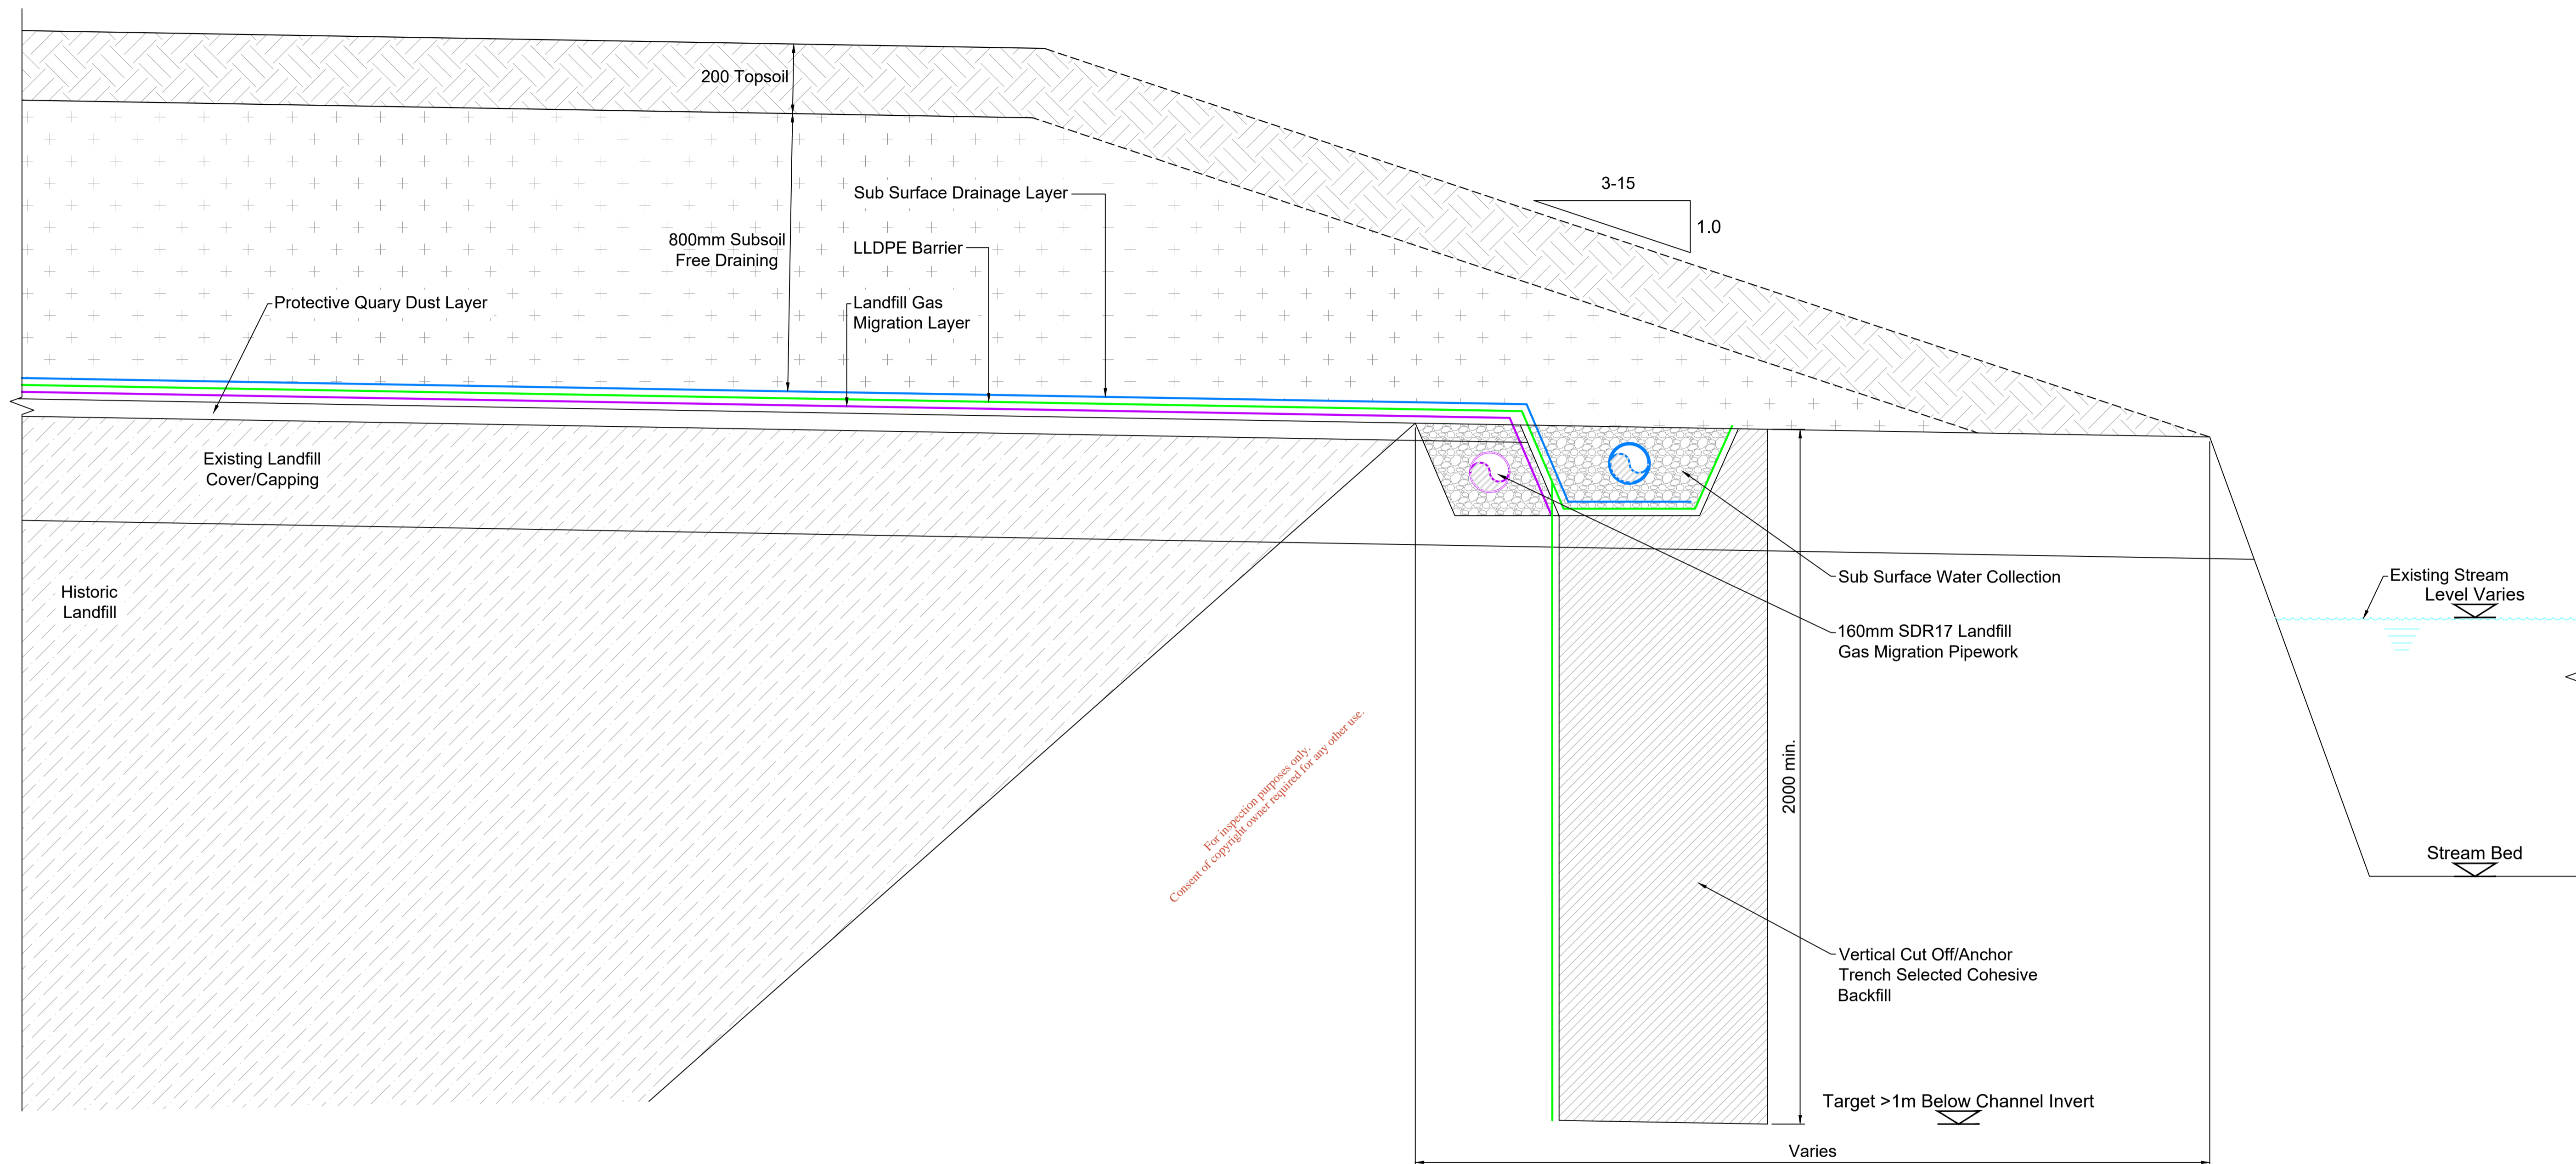 200 Topsoil
3-15
1.0
Sub Surface Drainage Layer
800mm Subsoil
Free Draining
LLDPE Barrier
Protective Quary Dust Layer
Landfill Gas
Migration Layer
Existing Landfill
Cover/Capping
Historic
Landfill
Sub Surface Water Collection
160mm SDR17 Landfill
Gas Migration Pipework
Existing Stream
Level Varies
2000 min.
For inspection purposes only.
Consent of copyright owner required for any other use.
Stream Bed
Vertical Cut Off/Anchor
Trench Selected Cohesive
Backfill
Target >1m Below Channel Invert
Varies